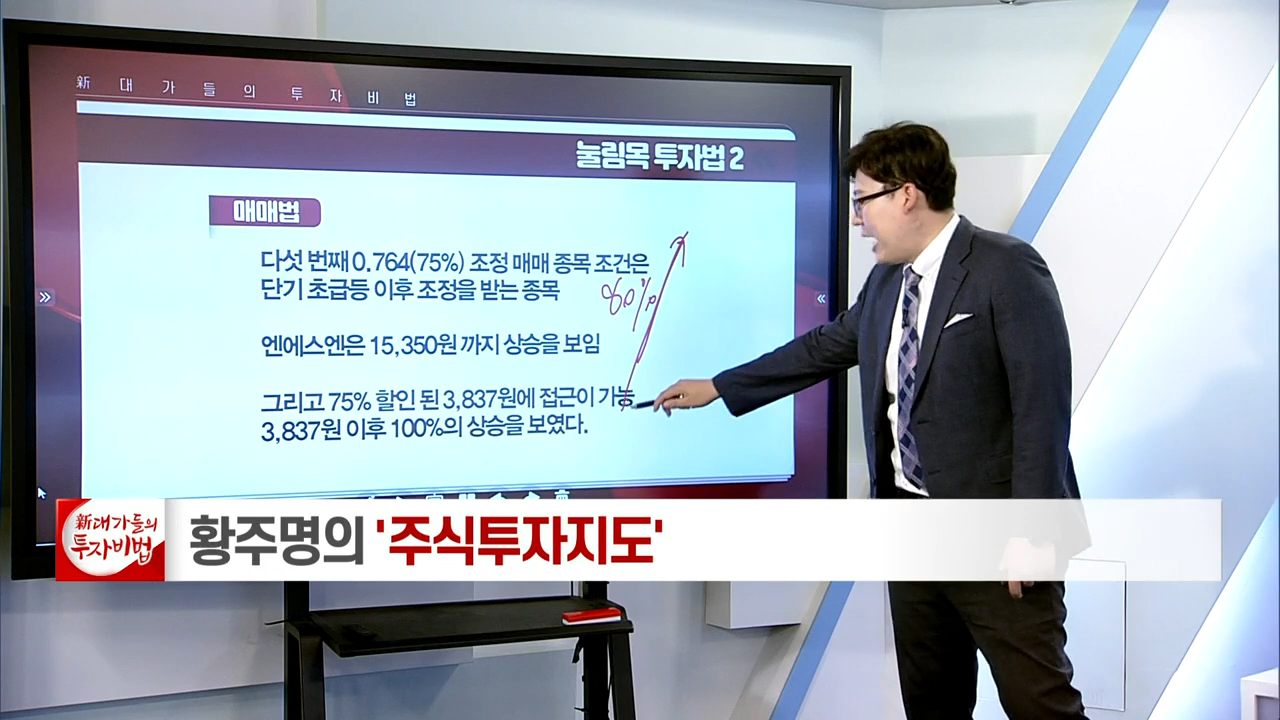 新대가들의투자비법
눌림목 투자법 2
매매법
다섯 번째 0.764(75%) 조정 매매 종목 조건은
단기 초급등 이후 조정을 받는 종목
80%
엔에스엔은 15,350원 까지 상승을 보임
그리고 75% 할인 된 3,837원에 접근이 가능
3,837원 이후 100%의 상승을 보였다.
新대가들의
투자비법
황주명의 '주식투자지도'